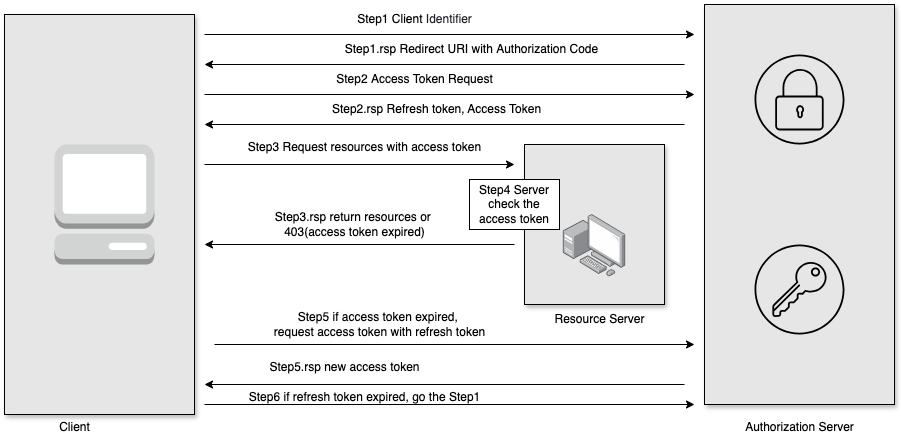 Step1 Client Identifier
Step1.rsp Redirect URI with Authorization Code
Step2 Access Token Request
Step2.rsp Refresh token, Access Token
Step3 Request resources with access token
Step4 Server
check the
access token
Step3.rsp return resources or
403(access token expired)
Resource Server
Step5 if access token expired,
request access token with refresh token
Step5.rsp new access token
Step6 if refresh token expired, go the Step1
Client
Authorization Server